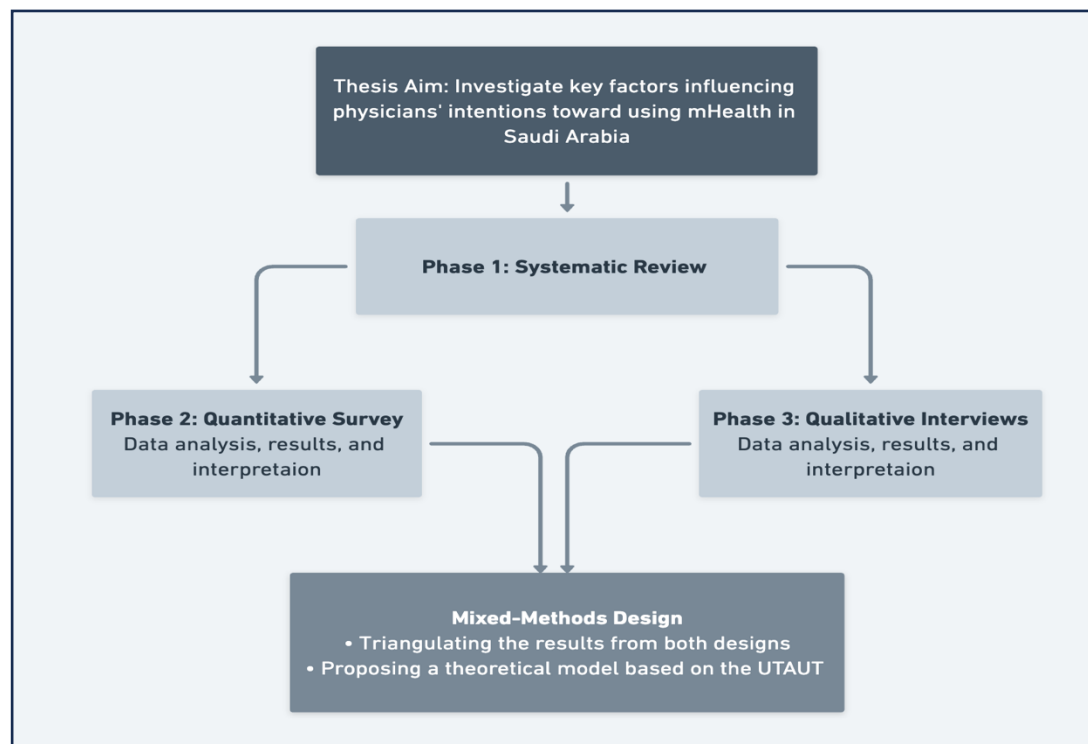 Thesis Aim: Investigate key factors influencing
physicians' intentions toward using mHealth in
Saudi Arabia
Phase 1: Systematic Review
Phase 2: Quantitative Survey
Data analysis, results, and
interpretaion
Phase 3: Qualitative Interviews
Data analysis, results, and
interpretaion
Mixed-Methods Design
• Triangulating the results from both designs
• Proposing a theoretical model based on the UTAUT